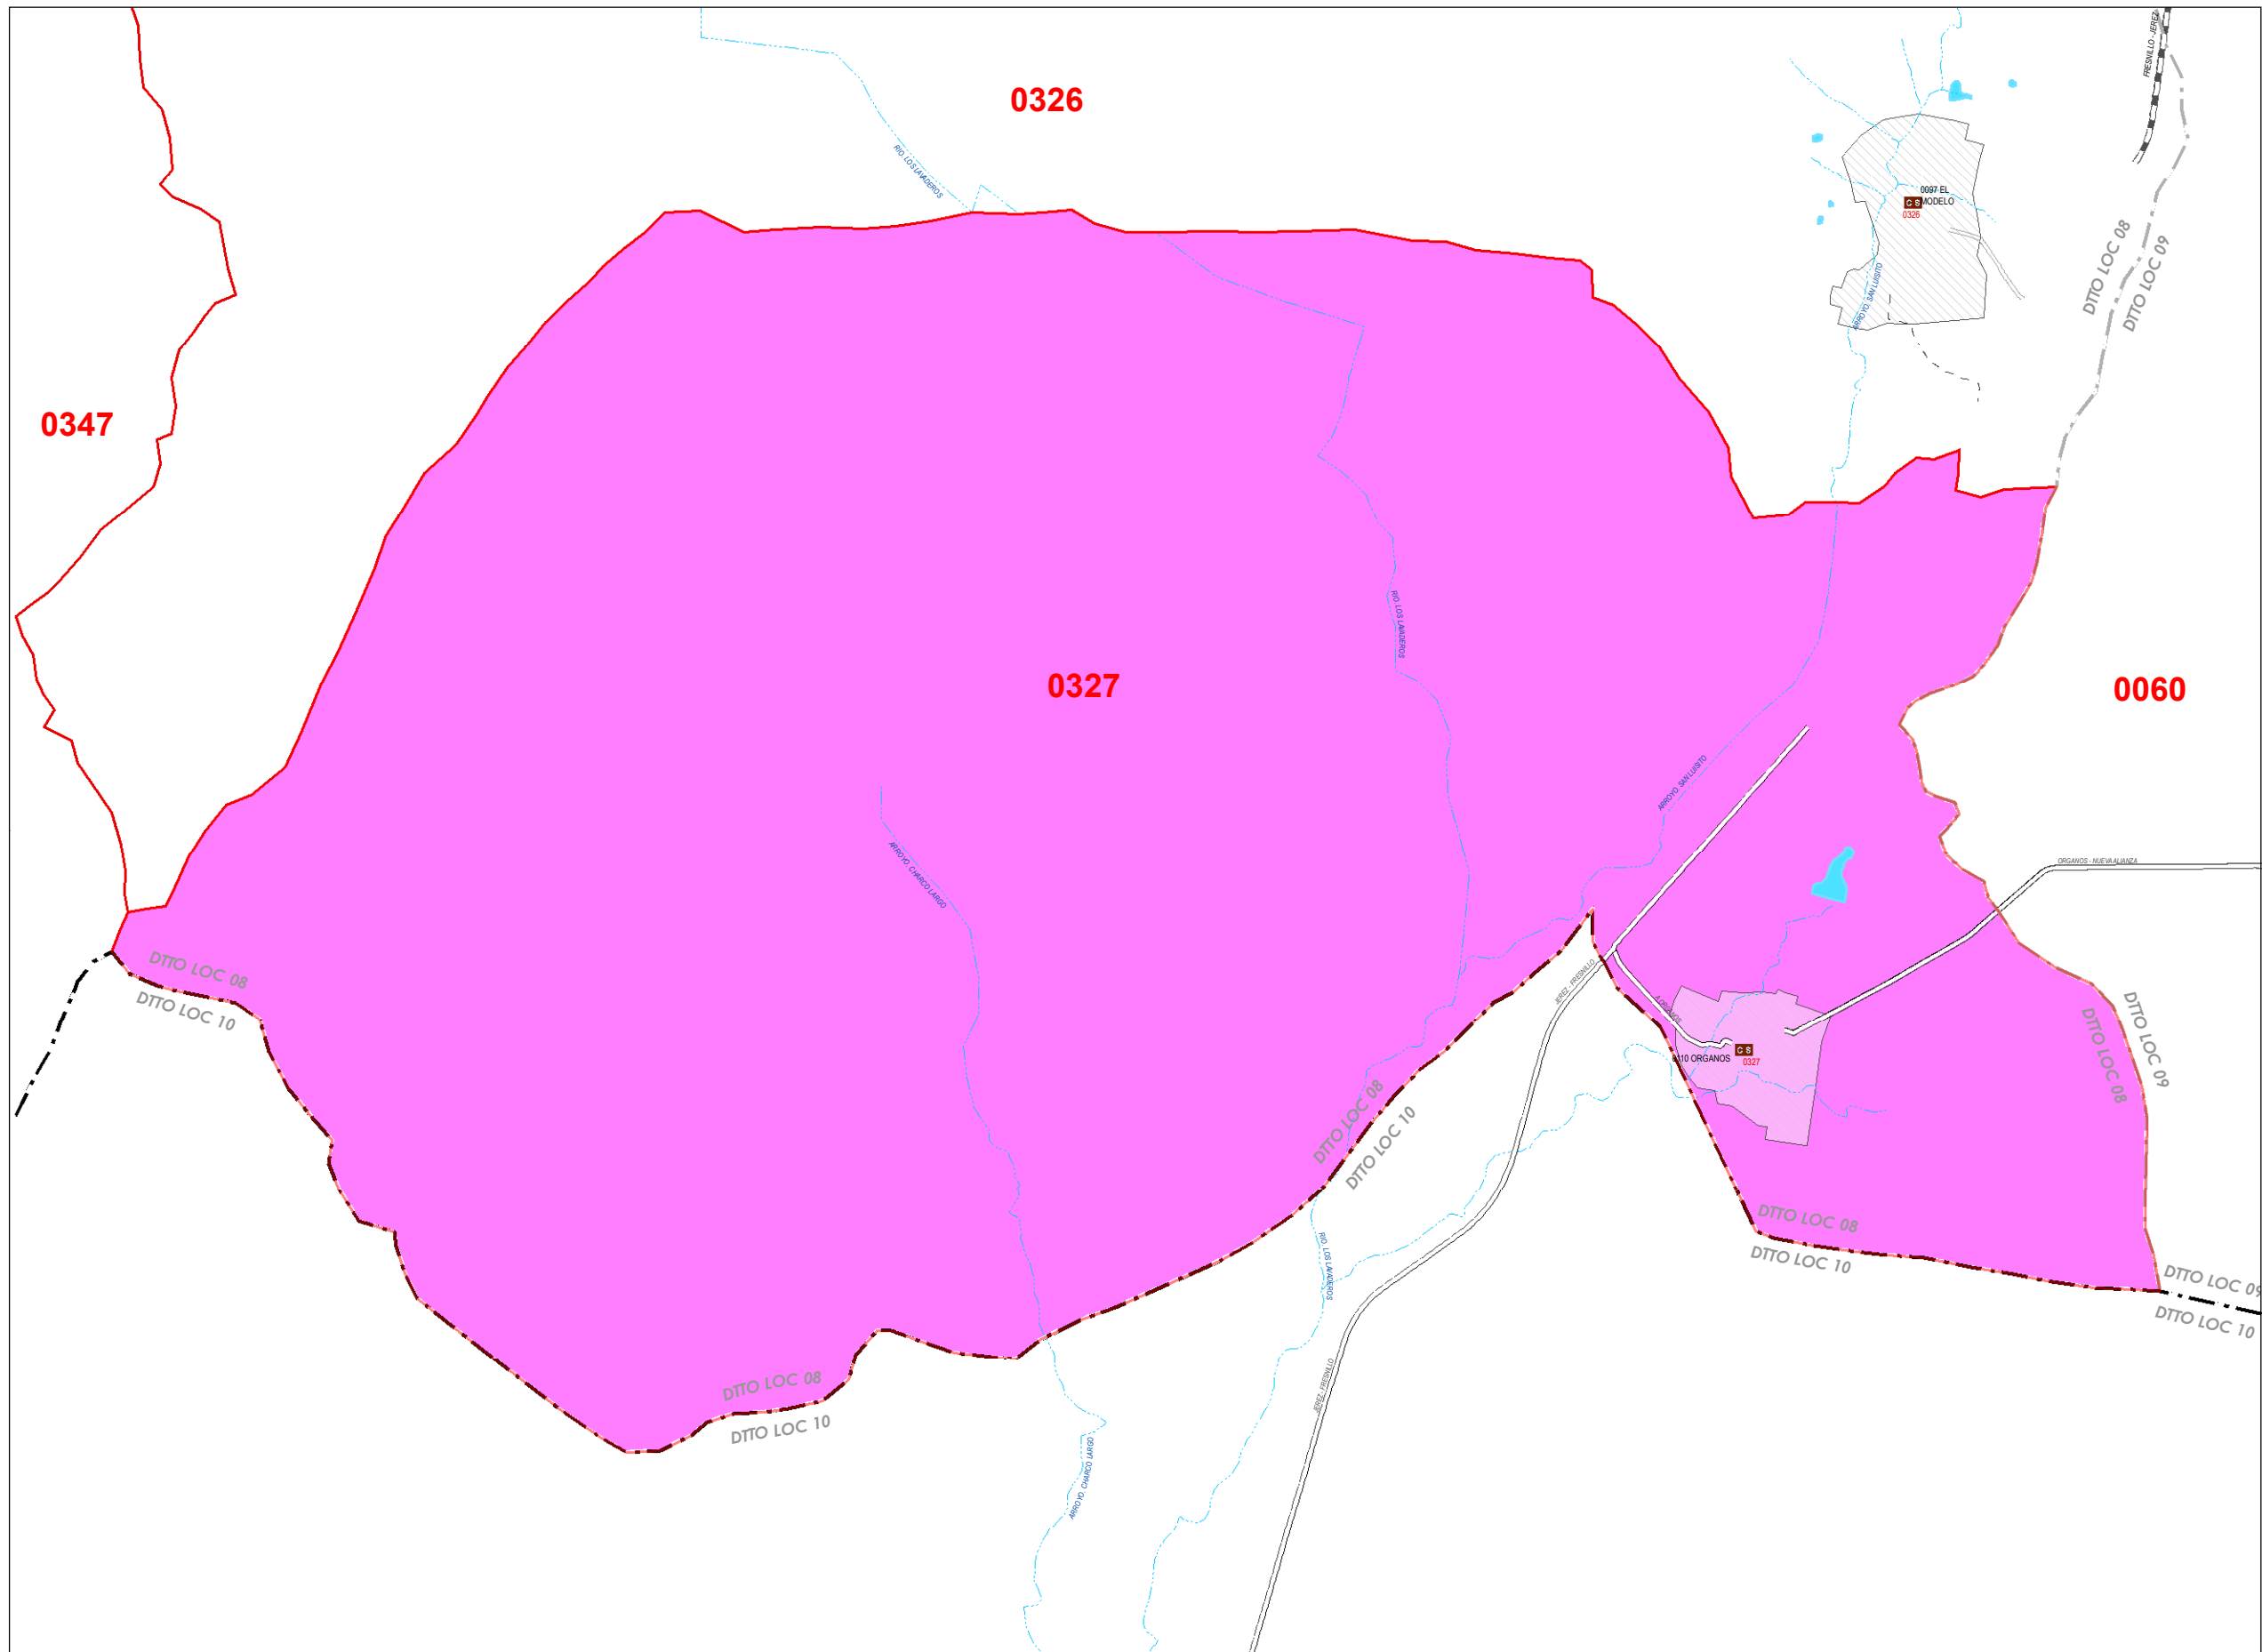 FRESNILLO - JEREZ
0326
RIO. LOS LAVADEROS
0097 EL
MODELO
C S
0326
DTTO LOC 08
DTTO LOC 09
ARROYO. SAN LUISITO
0347
RIO. LOS LAVADEROS
0327
0060
ARROYO. SAN LUISITO
ARROYO. CHARCO LARGO
ORGANOS - NUEVA ALIANZA
DTTO LOC 08
DTTO LOC 10
JEREZ - FRESNILLO
A ORGANOS
C S
0110 ORGANOS
0327
DTTO LOC 09
DTTO LOC 08
DTTO LOC 08
DTTO LOC 10
DTTO LOC 08
DTTO LOC 10
RIO. LOS LAVADEROS
DTTO LOC 09
DTTO LOC 10
JEREZ - FRESNILLO
DTTO LOC 08
DTTO LOC 10
ARROYO. CHARCO LARGO